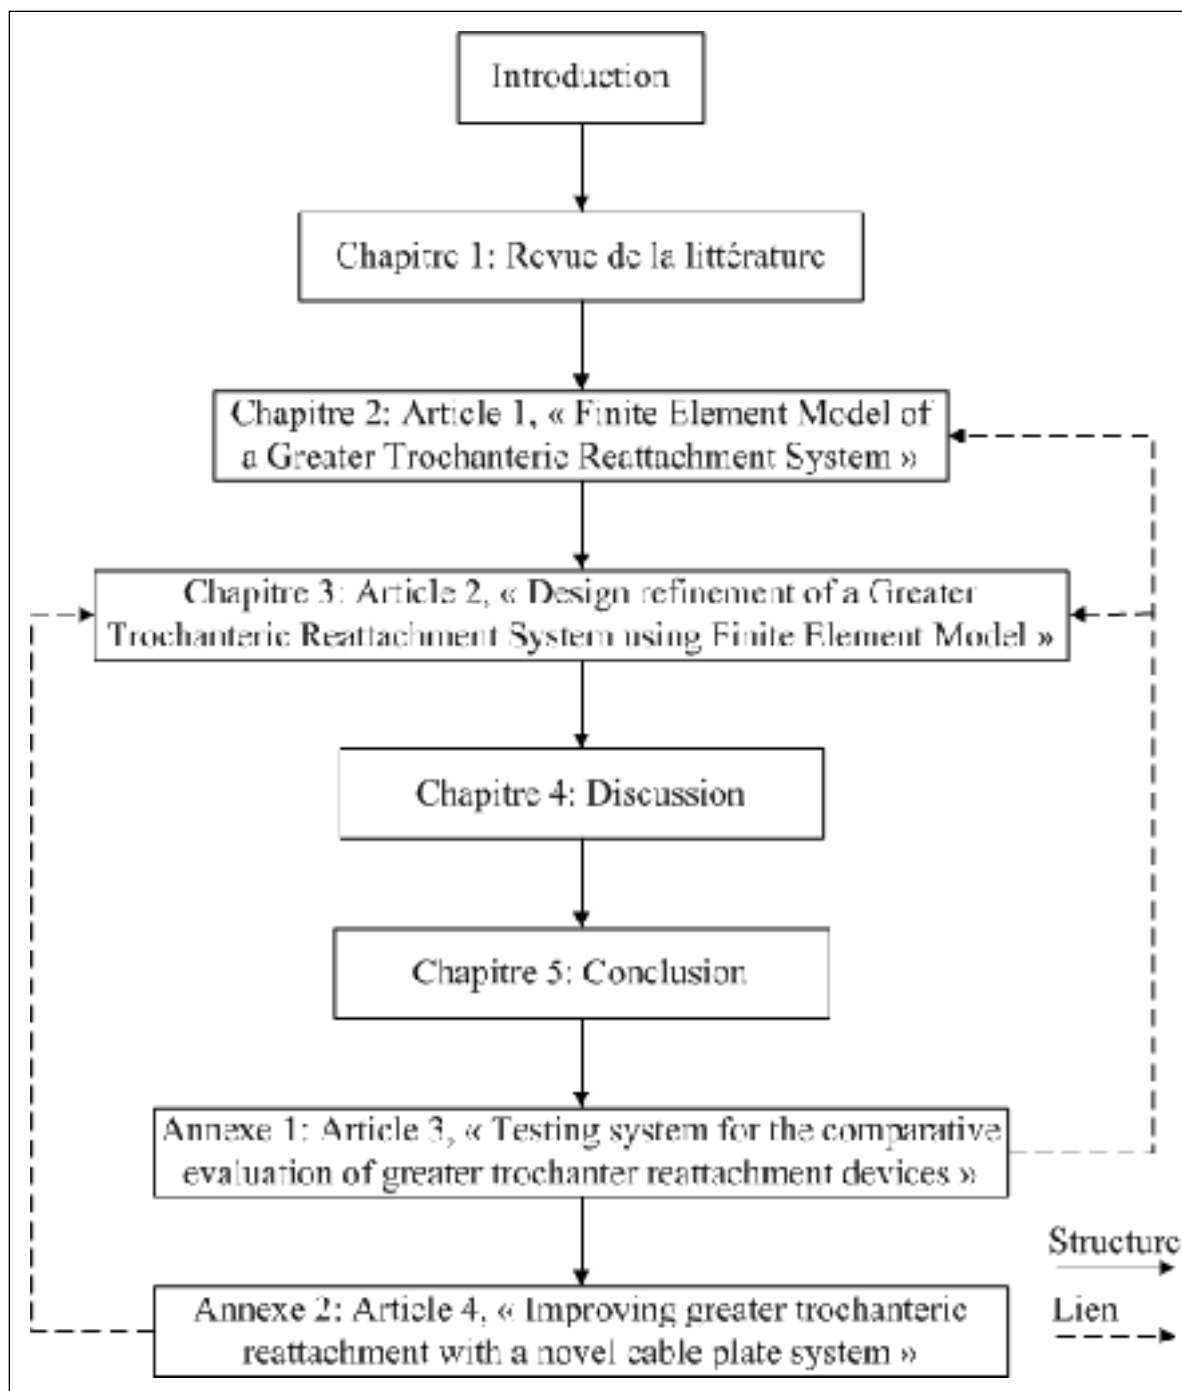 Introduction
Chapitre 1: Revue de la littérature
Chapitre 2: Article 1, « Finite Element Model of
a Greater Trochanteric Reattachment System »
Chapitre 3: Article 2, « Design refinement of a Greater
Trochanteric Reattachment System using Finite Element Model »
Chapitre 4: Discussion
Chapitre 5: Conclusion
Annexe 1: Article 3, « Testing system for the comparative
evaluation of greater trochanter reattachment devices »
Annexe 2: Article 4, « Improving greater trochanteric
reattachment with a novel cable plate system »
Structure
Lien